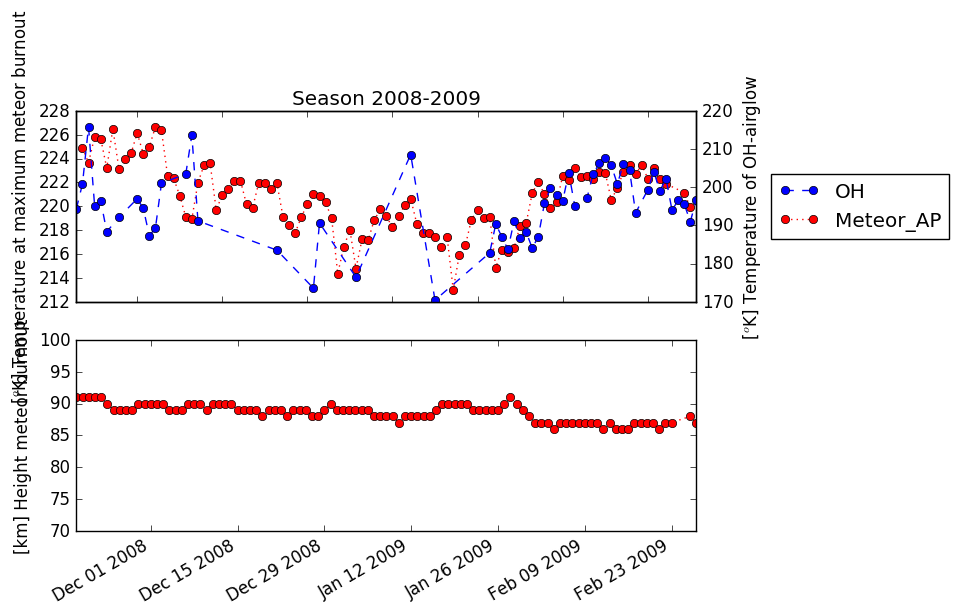 Season 2008-2009
[°K] Temperature at maximum meteor burnout
228
226
224
222
220
218
216
214
212
220
210
200
190
180
170
[°K] Temperature of OH-airglow
OH
Meteor_AP
[km] Height meteor burnout
100
95
90
85
80
75
70
Dec 01 2008
Dec 15 2008
Dec 29 2008
Jan 12 2009
Jan 26 2009
Feb 09 2009
Feb 23 2009